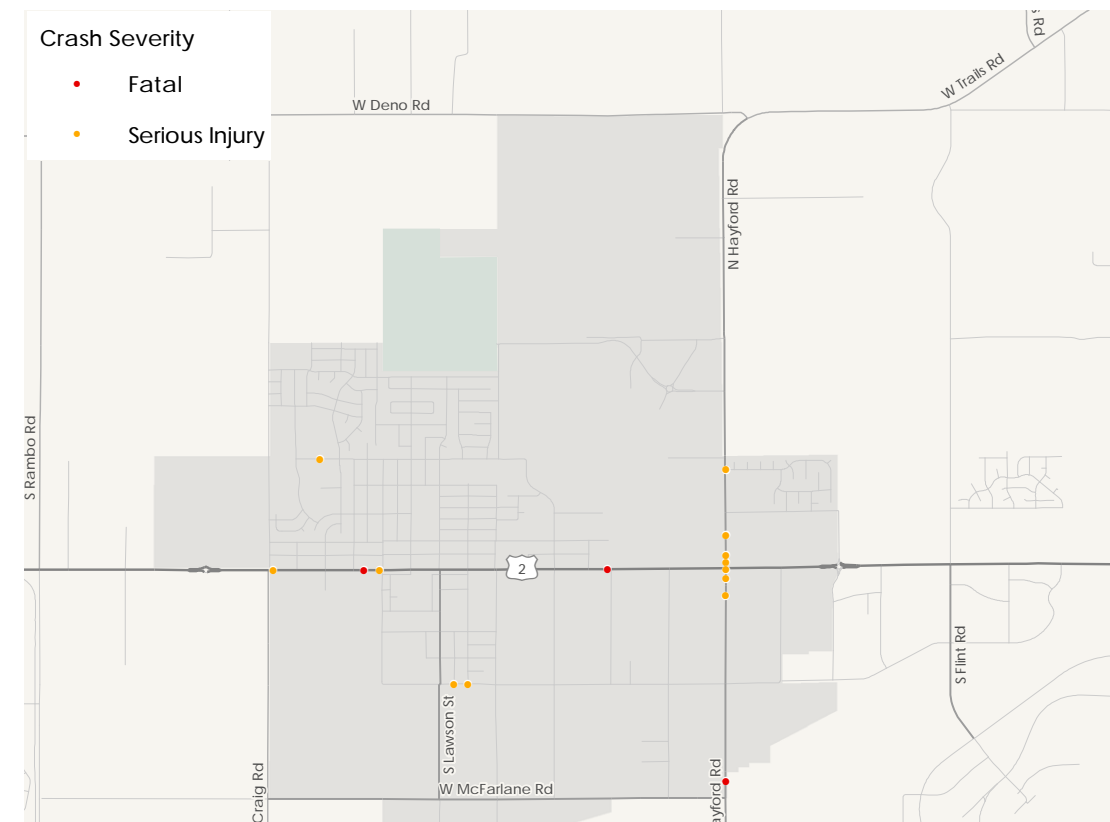 Crash Severity
Fatal
Serious Injury
s Rd
W Trails Rd
W Deno Rd
N Hayford Rd
S Rambo Rd
2
S Flint Rd
S Lawson St
W McFarlane Rd
Craig Rd
ayford Rd